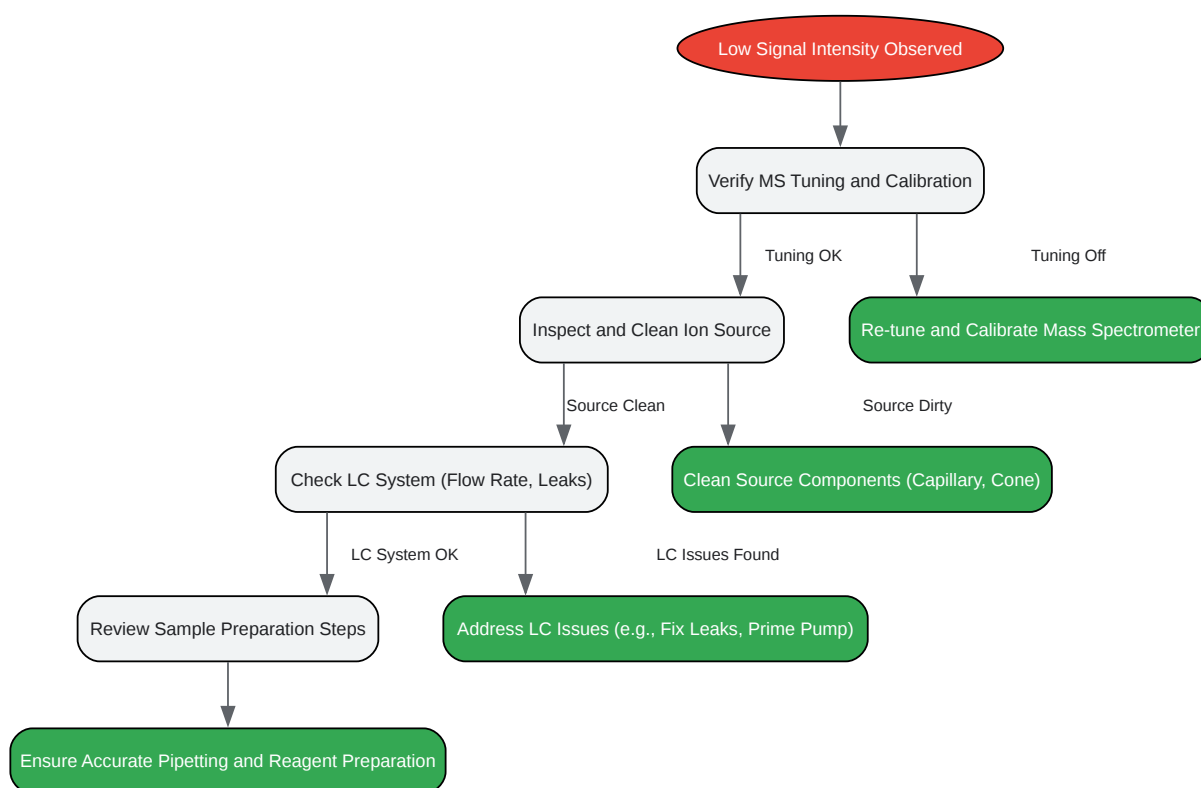 Low Signal Intensity Observed
Verify MS Tuning and Calibration
Tuning OK
Tuning Off
Inspect and Clean Ion Source
Re-tune and Calibrate Mass Spectrometer
Source Clean
Source Dirty
Check LC System (Flow Rate, Leaks)
Clean Source Components (Capillary, Cone)
LC System OK
LC Issues Found
Review Sample Preparation Steps
Address LC Issues (e.g., Fix Leaks, Prime Pump)
Ensure Accurate Pipetting and Reagent Preparation